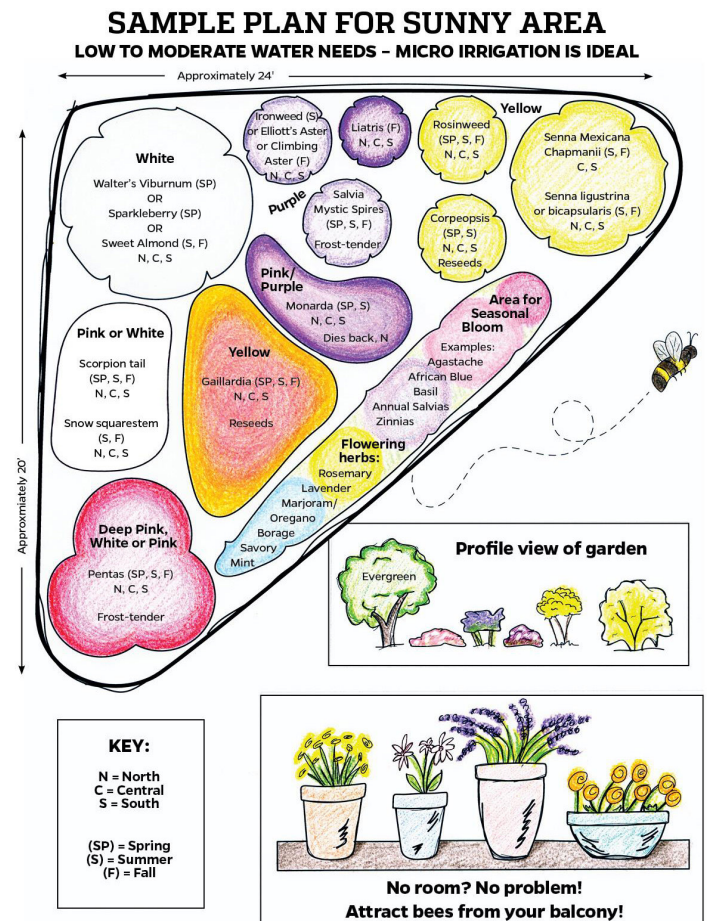 SAMPLE PLAN FOR SUNNY AREA
LOW TO MODERATE WATER NEEDS – MICRO IRRIGATION IS IDEAL
Approximately 24'
Approxmiately 20'
White
Walter's Viburnum (SP)
OR
Sparkleberry (SP)
OR
Sweet Almond (S, F)
N, C, S
Purple
Ironweed (S)
or Elliott's Aster
or Climbing
Aster (F)
N, C, S
Liatris (F)
N, C, S
Salvia
Mystic Spires
(SP, S, F)
Frost-tender
Yellow
Rosinweed
(SP, S, F)
N, C, S
Corpeopsis
(SP, S)
N, C, S
Reseeds
Senna Mexicana
Chapmanii (S, F)
C, S
Senna ligustrina
or bicapsularis (S, F)
N, C, S
Pink/
Purple
Monarda (SP, S)
N, C, S
Dies back, N
Pink or White
Scorpion tail
(SP, S, F)
N, C, S
Snow squarestem
(S, F)
N, C, S
Yellow
Gaillardia (SP, S, F)
N, C, S
Reseeds
Area for
Seasonal
Bloom
Examples:
Agastache
African Blue
Basil
Annual Salvias
Zinnias
Flowering
herbs:
Rosemary
Lavender
Marjoram/
Oregano
Borage
Savory
Mint
Deep Pink,
White or Pink
Pentas (SP, S, F)
N, C, S
Frost-tender
Profile view of garden
Evergreen
KEY:
N = North
C = Central
S = South
(SP) = Spring
(S) = Summer
(F) = Fall
No room? No problem!
Attract bees from your balcony!